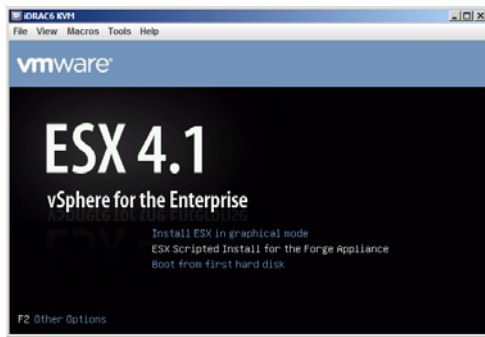 iDRAC6 KVM
File View Macros Tools Help
vmware
ESX 4.1
vSphere for the Enterprise
Install ESX in graphical mode
ESX Scripted Install for the Forge Appliance
Boot from first hard disk
F2 Other Options